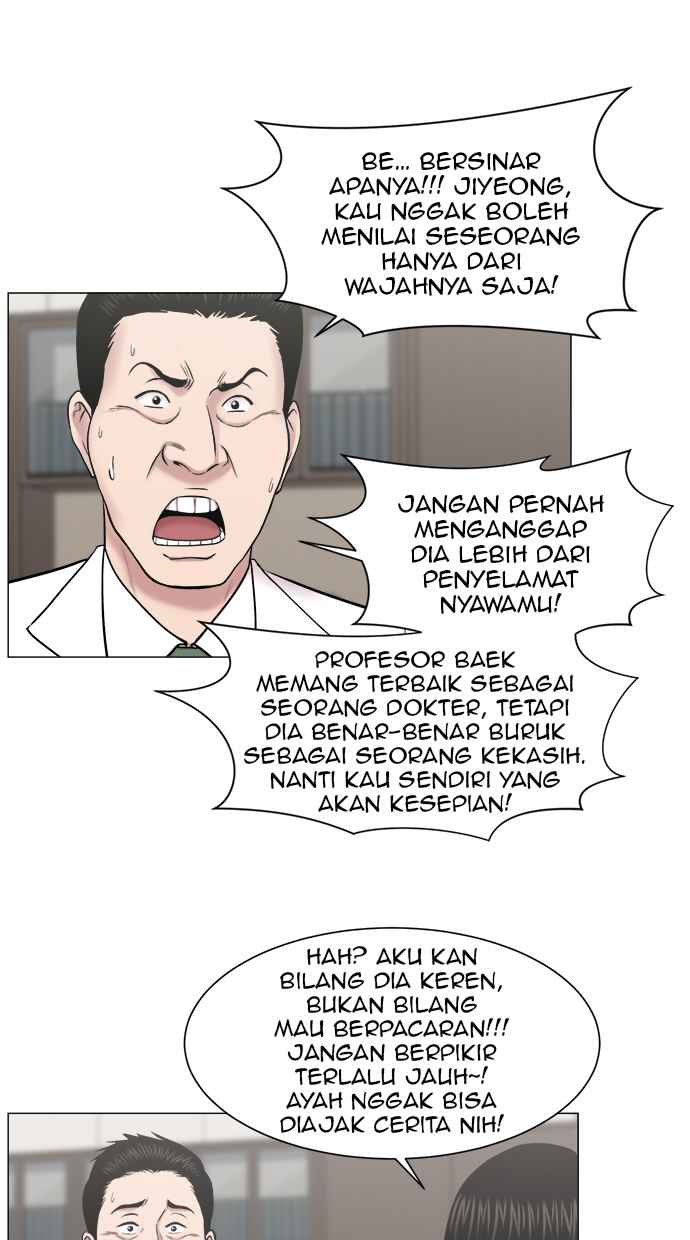 BE... BERSINAR
APANYA!!! JIYEONG,
KAU NGGAK BOLEH
MENILAI SESEORANG
HANYA DARI
WAJAHNYA SAJA!
JANGAN PERNAH
MENGANGGAP
DIA LEBIH DARI
PENYELAMAT
NYAWAMU!
PROFESOR BAEK
MEMANG TERBAIK SEBAGAI
SEORANG DOKTER, TETAPI
DIA BENAR-BENAR BURUK
SEBAGAI SEORANG KEKASIH.
NANTI KAU SENDIRI YANG
AKAN KESEPIAN!
HAH? AKU KAN
BILANG DIA KEREN,
BUKAN BILANG
MAU BERPACARAN!!!
JANGAN BERPIKIR
TERLALU JAUH~!
AYAH NGGAK BISA
DIAJAK CERITA NIH!